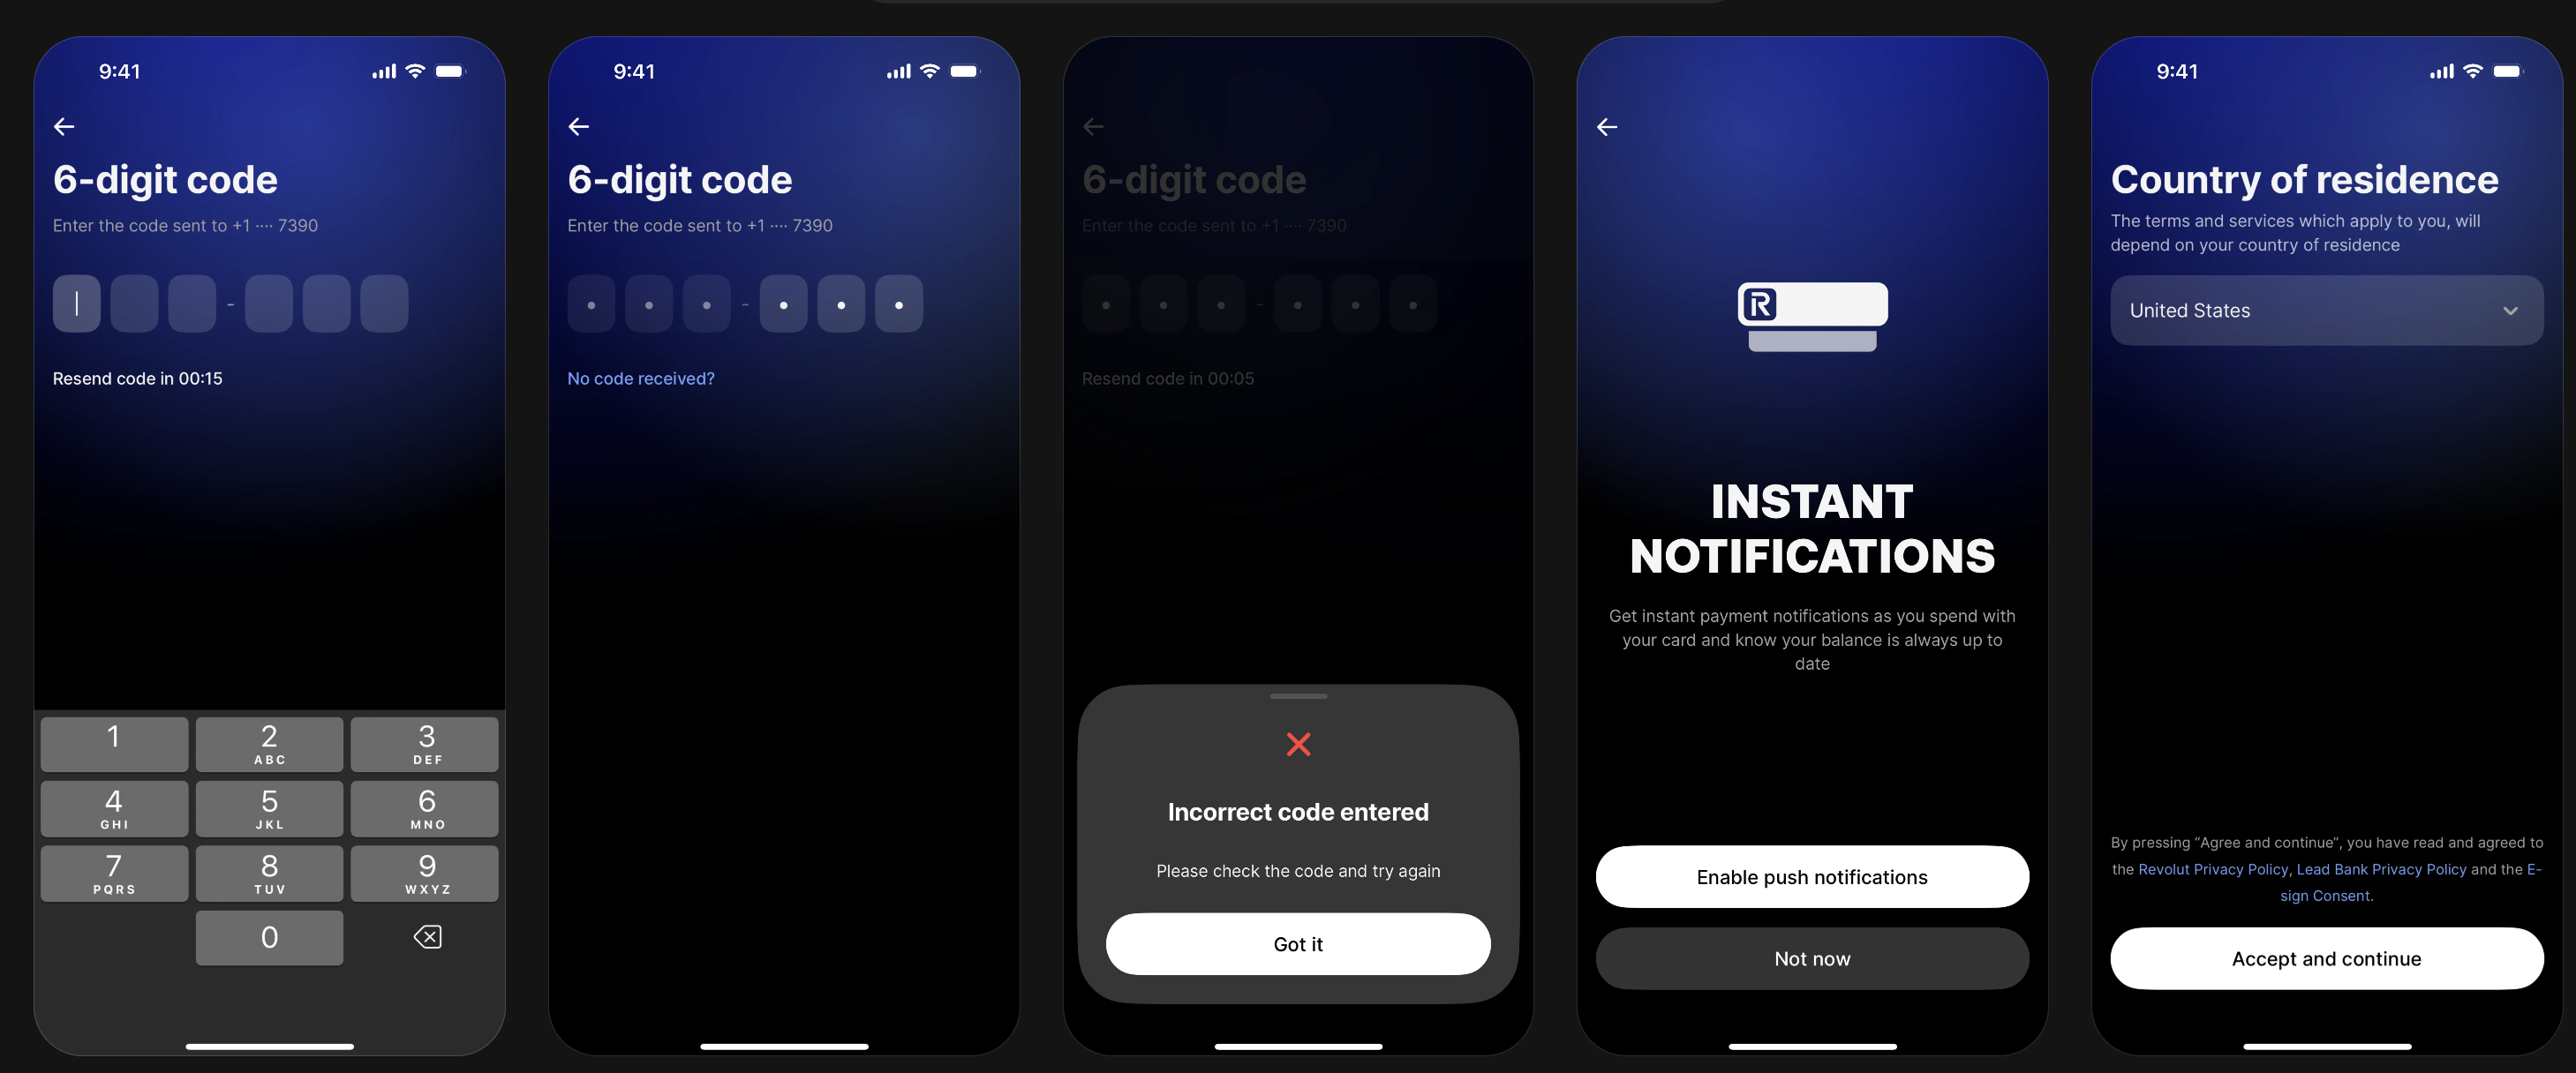 9:41
6-digit code
Enter the code sent to +1 ···· 7390
-
Resend code in 00:15
1
2
ABC
3
DEF
4
GHI
5
JKL
6
MNO
7
PQRS
8
TUV
9
WXYZ
0
9:41
6-digit code
Enter the code sent to +1 ···· 7390
-
No code received?
6-digit code
Enter the code sent to +1 ···· 7390
-
Resend code in 00:05
Incorrect code entered
Please check the code and try again
Got it
R
INSTANT
NOTIFICATIONS
Get instant payment notifications as you spend with
your card and know your balance is always up to
date
Enable push notifications
Not now
9:41
Country of residence
The terms and services which apply to you, will
depend on your country of residence
United States
By pressing “Agree and continue”, you have read and agreed to
the Revolut Privacy Policy, Lead Bank Privacy Policy and the E-
sign Consent.
Accept and continue